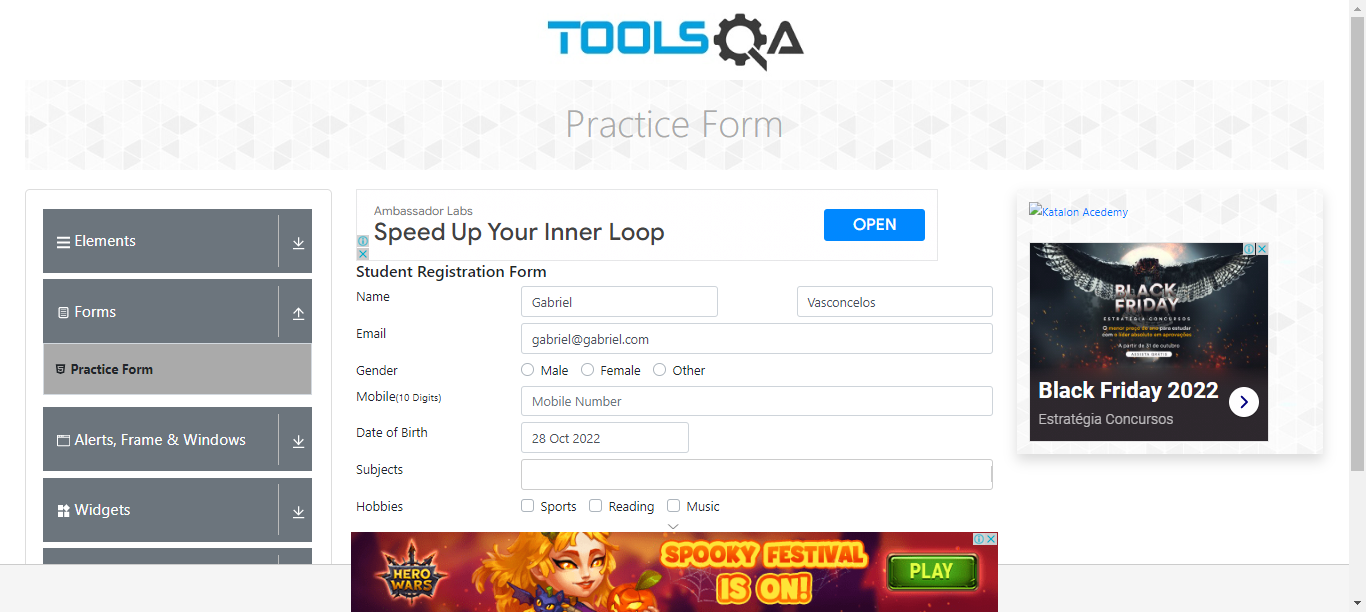 TOOLSQA
Practice Form
Elements
Forms
Practice Form
Alerts, Frame & Windows
Widgets
Ambassador Labs
Speed Up Your Inner Loop
OPEN
Student Registration Form
Name
Gabriel
Vasconcelos
Email
gabriel@gabriel.com
Gender
Male
Female
Other
Mobile(10 Digits)
Mobile Number
Date of Birth
28 Oct 2022
Subjects
Hobbies
Sports
Reading
Music
HERO
WARS
SPOOKY FESTIVAL
IS ON!
PLAY
Katalon Acedemy
BLACK
FRIDAY
ESTRATÉGIA CONCURSOS
O menor preço do ano para estudar
com o líder absoluto em aprovações
A partir de 31 de outubro
ASSISTA GRÁTIS
Black Friday 2022
Estratégia Concursos